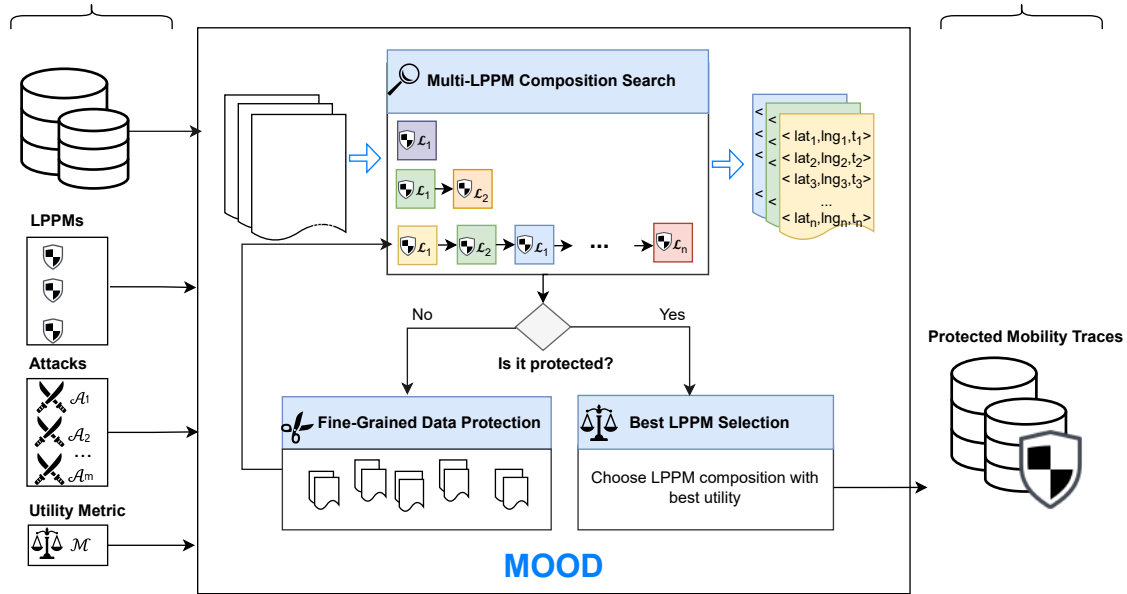 Multi-LPPM Composition Search
ℒ1
ℒ1
ℒ2
ℒ1
ℒ2
ℒ1
...
ℒn
<
<
<
<
<
<
<
<
< lat1,lng1,t1>
< lat2,lng2,t2>
< lat3,lng3,t3>
...
< latn,lngn,tn>
LPPMs
Attacks
𝒜1
𝒜2
...
𝒜m
Utility Metric
ℳ
No
Yes
Is it protected?
Fine-Grained Data Protection
Best LPPM Selection
Choose LPPM composition with
best utility
Protected Mobility Traces
MOOD